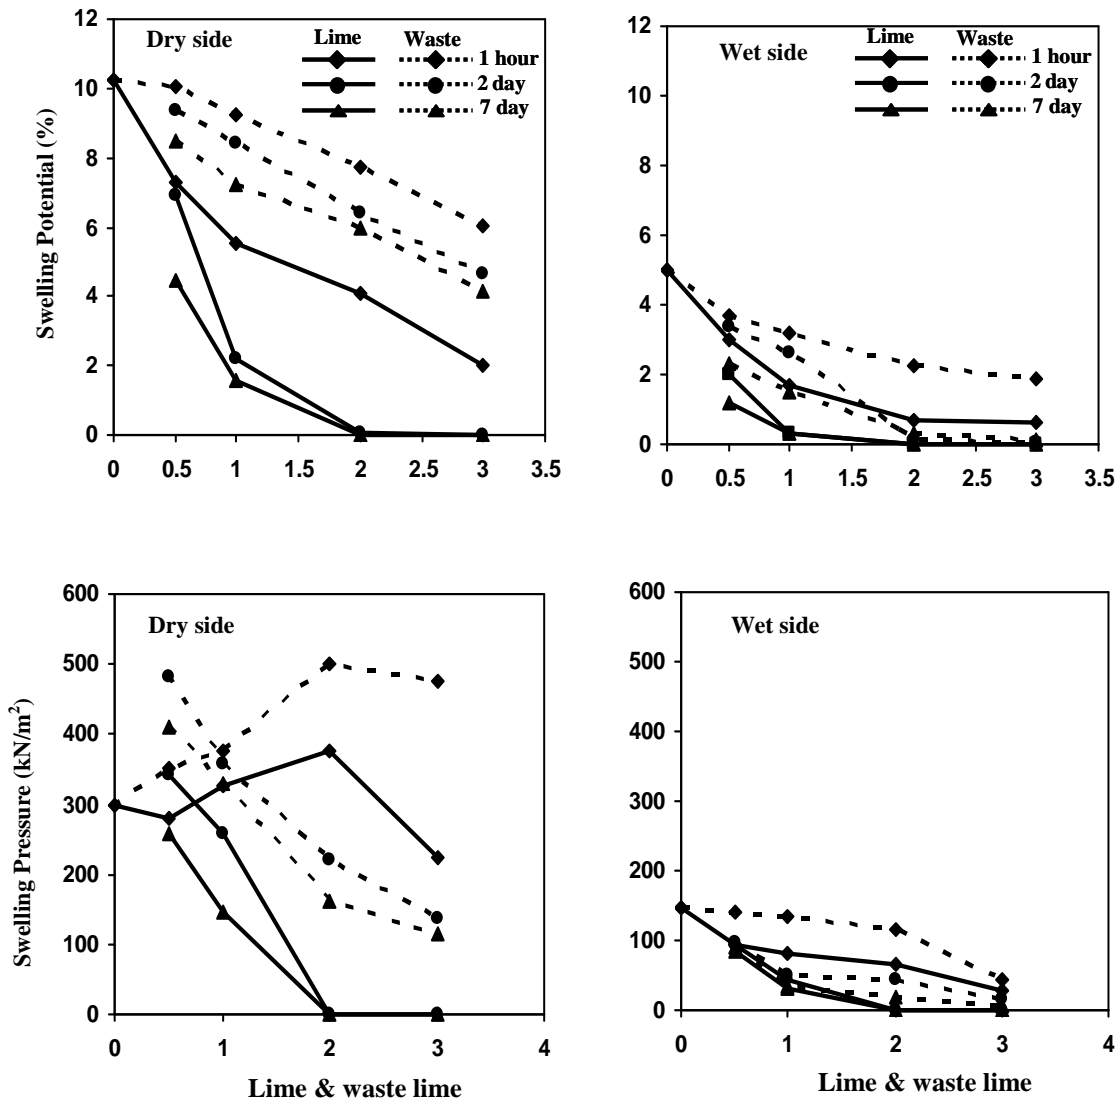 12
10
8
6
4
2
0
Swelling Potential (%)
Dry side
Lime Waste
1 hour
2 day
7 day
0 0.5 1 1.5 2 2.5 3 3.5
12
10
8
6
4
2
0
Wet side
Lime Waste
1 hour
2 day
7 day
0 0.5 1 1.5 2 2.5 3 3.5
600
500
400
300
200
100
0
Swelling Pressure (kN/m²)
Dry side
0 1 2 3 4
Lime & waste lime
600
500
400
300
200
100
0
Wet side
0 1 2 3 4
Lime & waste lime